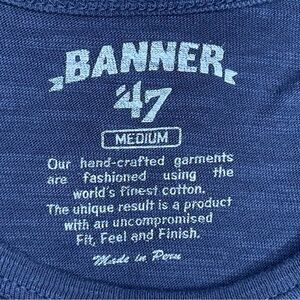 BANNER
'47
MEDIUM
Our hand-crafted garments
are fashioned using the
world's finest cotton.
The unique result is a product
with an uncompromised
Fit, Feel and Finish.
Made in Peru